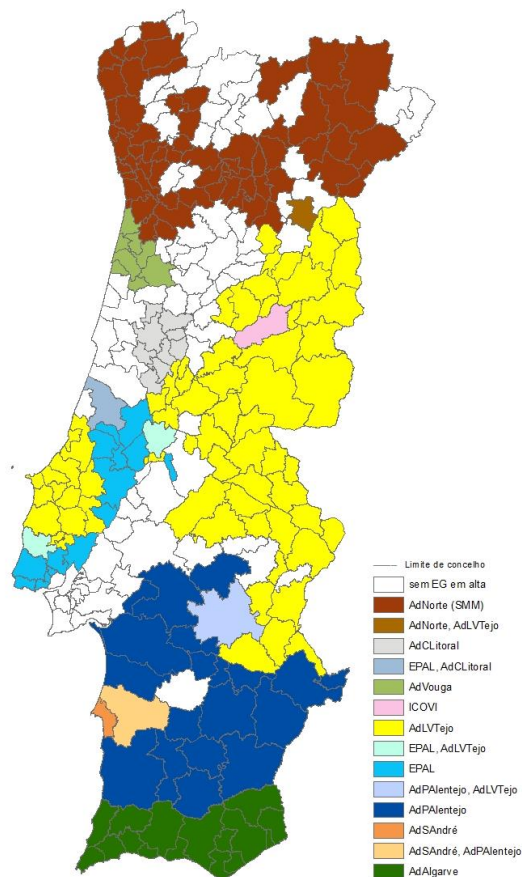 Limite de concelho
sem EG em alta
AdNorte (SMM)
AdNorte, AdLVTejo
AdCLitoral
EPAL, AdCLitoral
AdVouga
ICOVI
AdLVTejo
EPAL, AdLVTejo
EPAL
AdPAlentejo, AdLVTejo
AdPAlentejo
AdSAndré
AdSAndré, AdPAlentejo
AdAlgarve